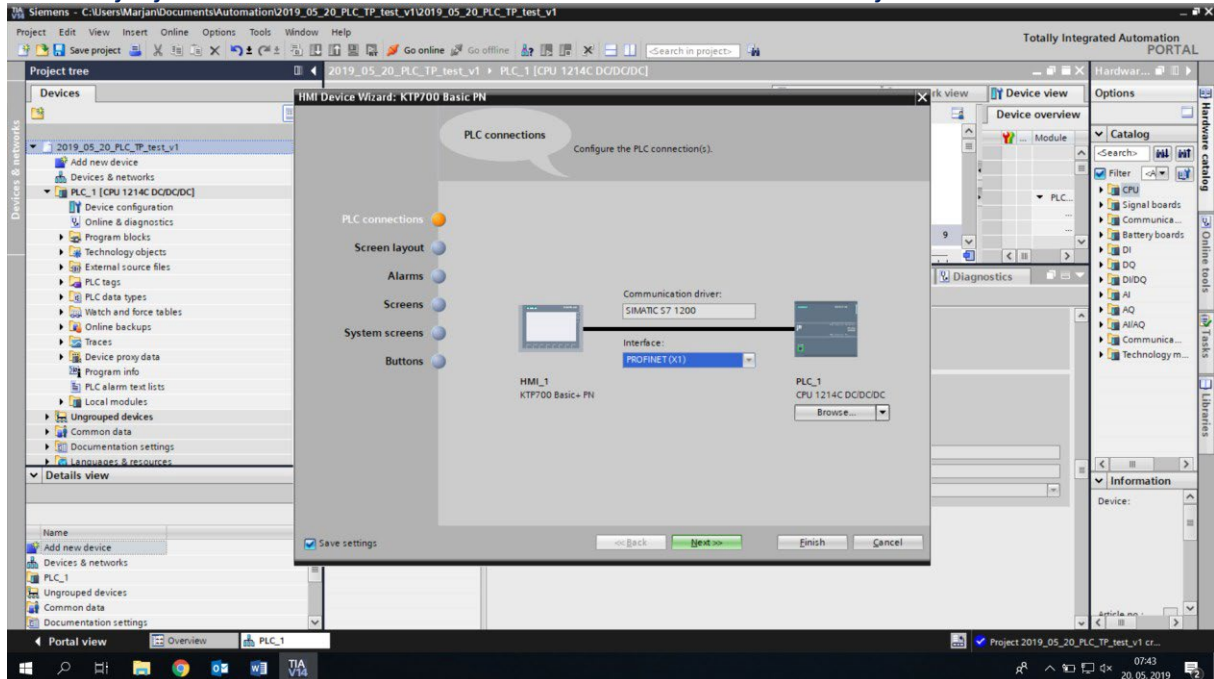 Siemens - C:\Users\Marjan\Documents\Automation\2019_05_20_PLC_TP_test_v1\2019_05_20_PLC_TP_test_v1
Project Edit View Insert Online Options Tools Window Help
Totally Integrated Automation
PORTAL
Save project
Go online
Go offline
<Search in project>
Project tree
2019_05_20_PLC_TP_test_v1 PLC_1 [CPU 1214C DC/DC/DC]
Hardwar...
Devices
Options
Devices & networks
2019_05_20_PLC_TP_test_v1
Add new device
Devices & networks
PLC_1 [CPU 1214C DC/DC/DC]
Device configuration
Online & diagnostics
Program blocks
Technology objects
External source files
PLC tags
PLC data types
Watch and force tables
Online backups
Traces
Device proxy data
Program info
PLC alarm text lists
Local modules
Ungrouped devices
Common data
Documentation settings
Languages & resources
Details view
Name
Add new device
Devices & networks
PLC_1
Ungrouped devices
Common data
Documentation settings
HMI Device Wizard: KTP700 Basic PN
PLC connections
Configure the PLC connection(s).
PLC connections
Screen layout
Alarms
Screens
System screens
Buttons
Communication driver:
SIMATIC S7 1200
Interface:
PROFINET (X1)
HMI_1
KTP700 Basic+ PN
PLC_1
CPU 1214C DC/DC/DC
Browse...
Save settings
<< Back
Next >>
Finish
Cancel
rk view
Device view
Device overview
... Module
PLC...
...
...
9
Diagnostics
Catalog
<Search>
Filter
<A
CPU
Signal boards
Communica...
Battery boards
DI
DQ
DI/DQ
AI
AQ
AI/AQ
Communica...
Technology m...
Information
Device:
Article no.:
Hardware catalog
Online tools
Tasks
Libraries
Portal view
Overview
PLC_1
Project 2019_05_20_PLC_TP_test_v1 cr...
TIA
V14
07:43
20. 05. 2019
2